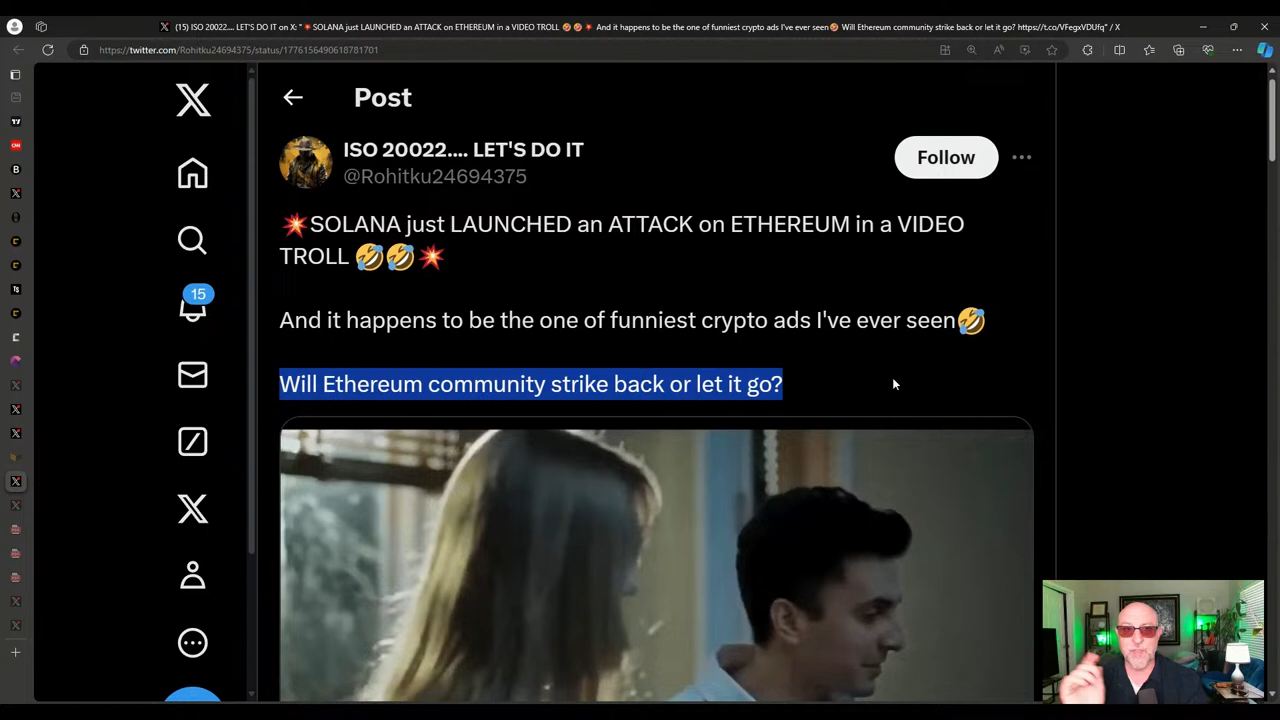 (15) ISO 20022.... LET'S DO IT on X: "💥SOLANA just LAUNCHED an ATTACK on ETHEREUM in a VIDEO TROLL 🤣🤣💥 And it happens to be the one of funniest crypto ads I've ever seen🤣 Will Ethereum community strike back or let it go? https://t.co/VFegxVDUfq" / X
https://twitter.com/Rohitku24694375/status/1776156490618781701
Post
ISO 20022.... LET'S DO IT
@Rohitku24694375
Follow
💥SOLANA just LAUNCHED an ATTACK on ETHEREUM in a VIDEO
TROLL 🤣🤣💥
And it happens to be the one of funniest crypto ads I've ever seen🤣
Will Ethereum community strike back or let it go?
15